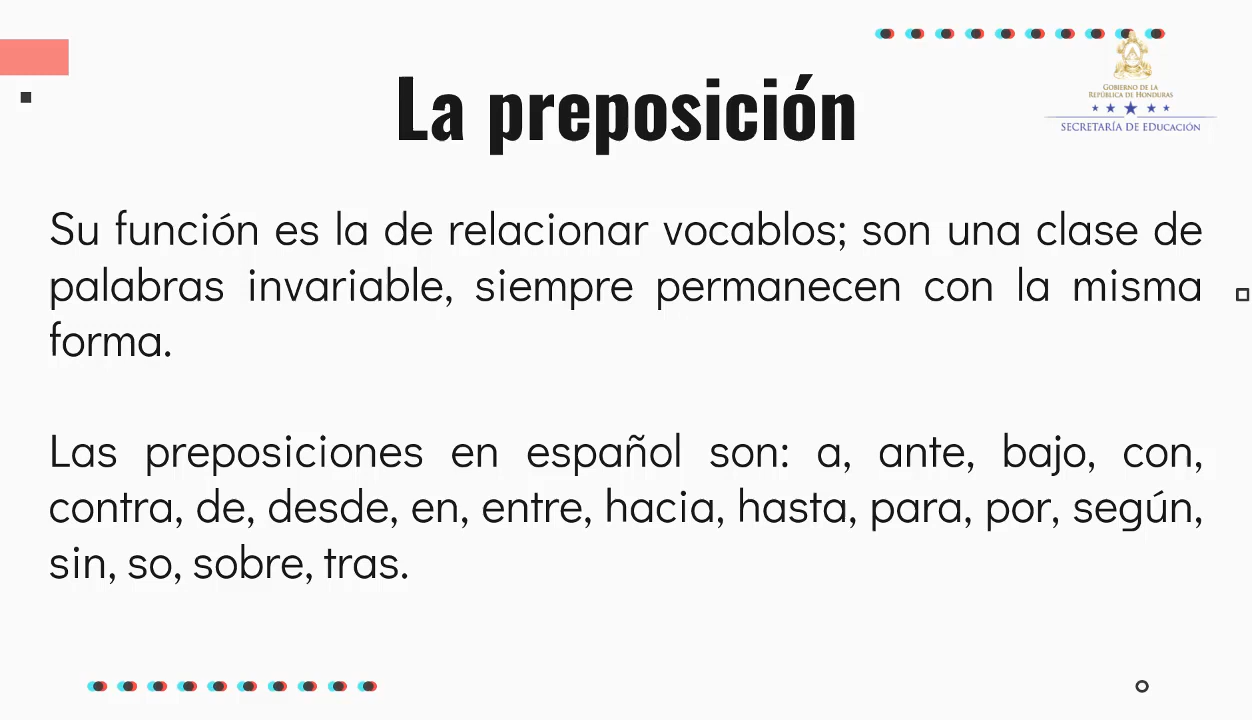 La preposición
GOBIERNO DE LA
REPÚBLICA DE HONDURAS
SECRETARÍA DE EDUCACIÓN
Su función es la de relacionar vocablos; son una clase de
palabras invariable, siempre permanecen con la misma
forma.
Las preposiciones en español son: a, ante, bajo, con,
contra, de, desde, en, entre, hacia, hasta, para, por, según,
sin, so, sobre, tras.